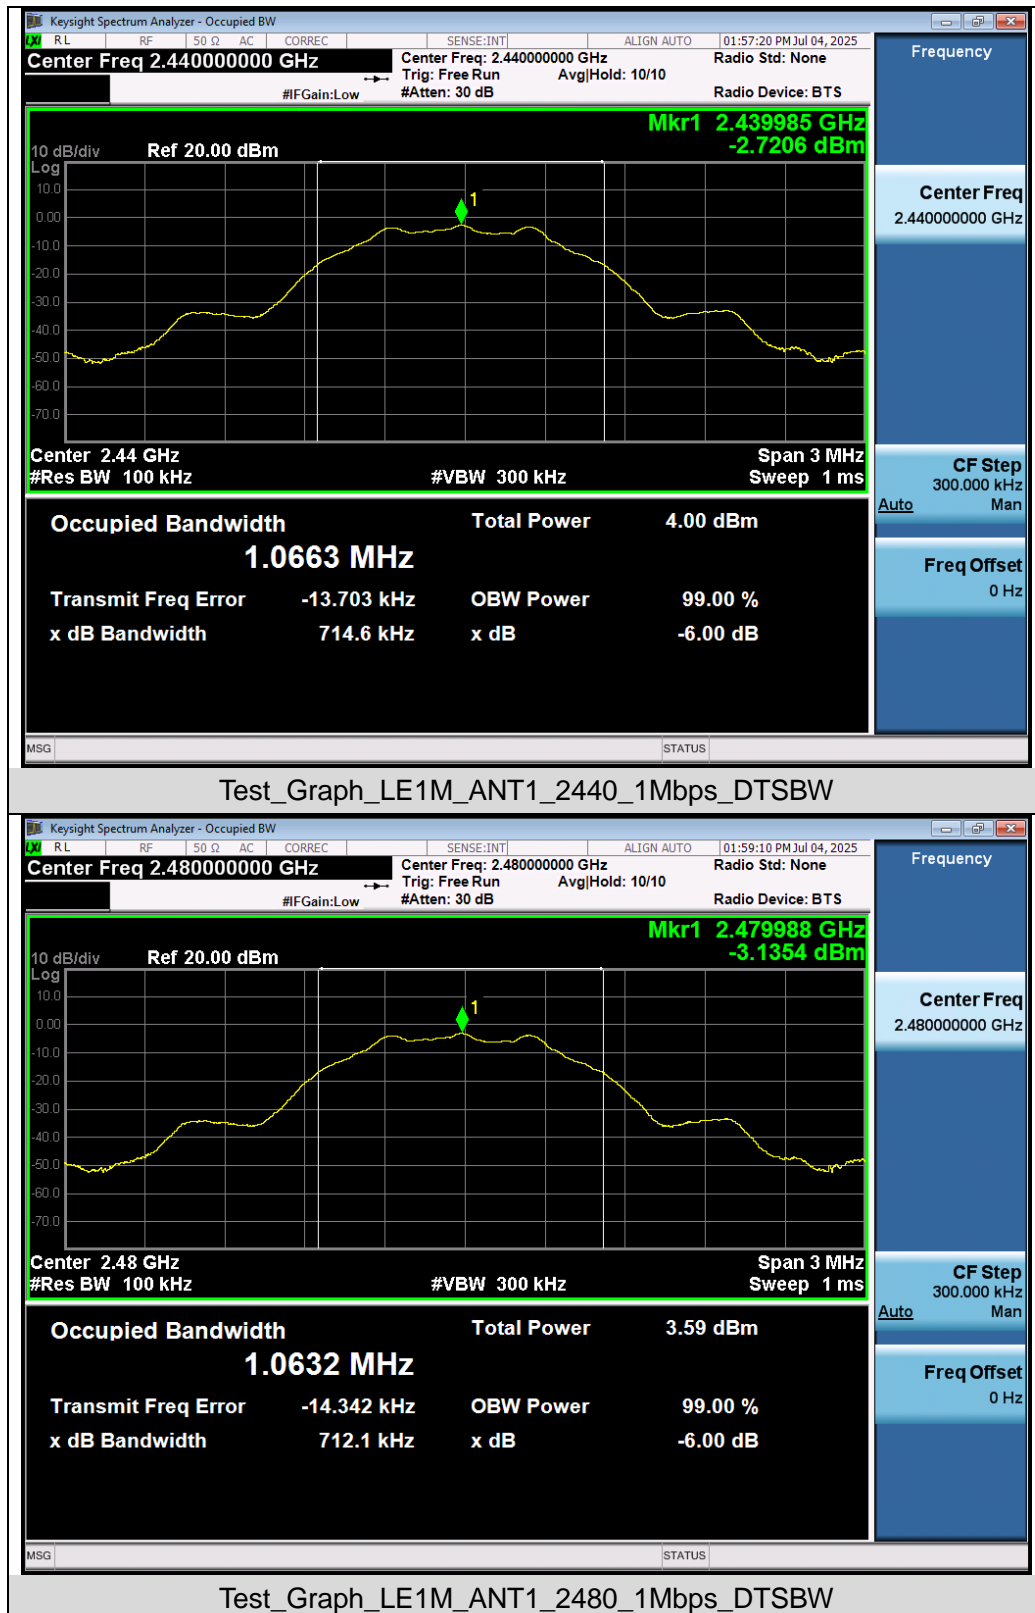 Keysight Spectrum Analyzer - Occupied BW
LXI RL RF 50 Ω AC CORREC SENSE:INT ALIGN AUTO 01:57:20 PM Jul 04, 2025
Center Freq 2.440000000 GHz
Center Freq: 2.440000000 GHz
Radio Std: None
Trig: Free Run Avg|Hold: 10/10
#IFGain:Low #Atten: 30 dB Radio Device: BTS
Frequency
Mkr1 2.439985 GHz
-2.7206 dBm
10 dB/div Ref 20.00 dBm
Log
10.0
0.00
-10.0
-20.0
-30.0
-40.0
-50.0
-60.0
-70.0
1
Center 2.44 GHz Span 3 MHz
#Res BW 100 kHz #VBW 300 kHz Sweep 1 ms
Center Freq
2.440000000 GHz
CF Step
300.000 kHz
Auto Man
Freq Offset
0 Hz
Occupied Bandwidth Total Power 4.00 dBm
1.0663 MHz
Transmit Freq Error -13.703 kHz OBW Power 99.00 %
x dB Bandwidth 714.6 kHz x dB -6.00 dB
MSG STATUS
Test_Graph_LE1M_ANT1_2440_1Mbps_DTSBW
Keysight Spectrum Analyzer - Occupied BW
LXI RL RF 50 Ω AC CORREC SENSE:INT ALIGN AUTO 01:59:10 PM Jul 04, 2025
Center Freq 2.480000000 GHz
Center Freq: 2.480000000 GHz
Radio Std: None
Trig: Free Run Avg|Hold: 10/10
#IFGain:Low #Atten: 30 dB Radio Device: BTS
Frequency
Mkr1 2.479988 GHz
-3.1354 dBm
10 dB/div Ref 20.00 dBm
Log
10.0
0.00
-10.0
-20.0
-30.0
-40.0
-50.0
-60.0
-70.0
1
Center 2.48 GHz Span 3 MHz
#Res BW 100 kHz #VBW 300 kHz Sweep 1 ms
Center Freq
2.480000000 GHz
CF Step
300.000 kHz
Auto Man
Freq Offset
0 Hz
Occupied Bandwidth Total Power 3.59 dBm
1.0632 MHz
Transmit Freq Error -14.342 kHz OBW Power 99.00 %
x dB Bandwidth 712.1 kHz x dB -6.00 dB
MSG STATUS
Test_Graph_LE1M_ANT1_2480_1Mbps_DTSBW